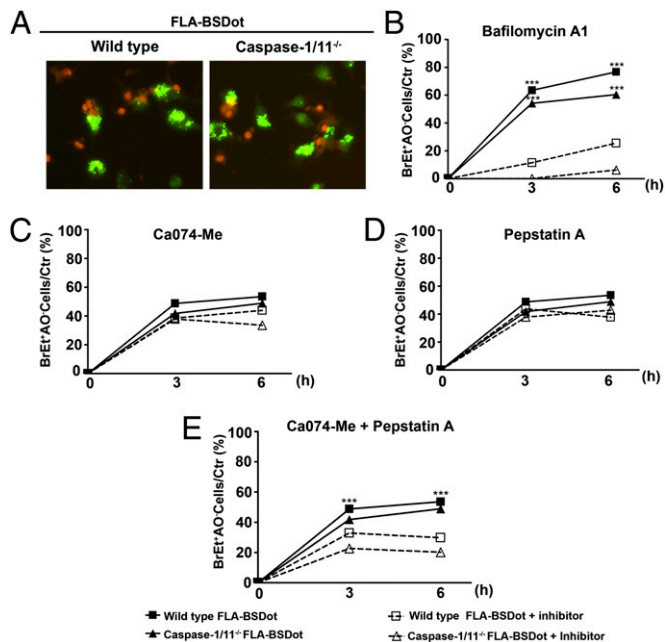 A
FLA-BSDot
Wild type
Caspase-1/11-/-
B
Bafilomycin A1
BrEt+AO-Cells/Ctr (%)
100
80
60
40
20
0
***
***
***
***
0
3
6
(h)
C
Ca074-Me
BrEt+AO-Cells/Ctr (%)
100
80
60
40
20
0
0
3
6
(h)
D
Pepstatin A
BrEt+AO-Cells/Ctr (%)
100
80
60
40
20
0
0
3
6
(h)
E
Ca074-Me + Pepstatin A
BrEt+AO-Cells/Ctr (%)
100
80
60
40
20
0
***
***
0
3
6
(h)
Wild type FLA-BSDot
Wild type FLA-BSDot + inhibitor
Caspase-1/11-/- FLA-BSDot
Caspase-1/11-/- FLA-BSDot + Inhibitor